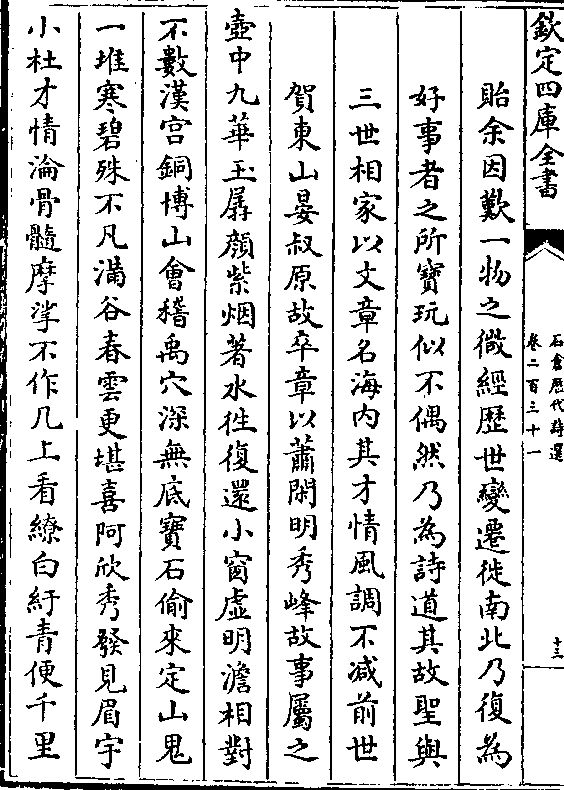 欽定四庫全書
石倉歷代詩選
卷二百三十一
十三
貽余因歎一物之微經歷世變遷徙南北乃復為
好事者之所寶玩似不偶然乃為詩道其故聖與
三世相家以文章名海內其才情風調不減前世
賀東山晏叔原故卒章以蕭閑明秀峰故事屬之
壺中九華玉孱顏紫烟著水往復還小窗虛明澹相對
不數漢宫銅博山會稽禹穴深無底寶石偷來定山鬼
一堆寒碧殊不凡滿谷春雲更堪喜阿欣秀發見眉宇
小杜才情淪骨髓摩挲不作几上看繚白紆青便千里